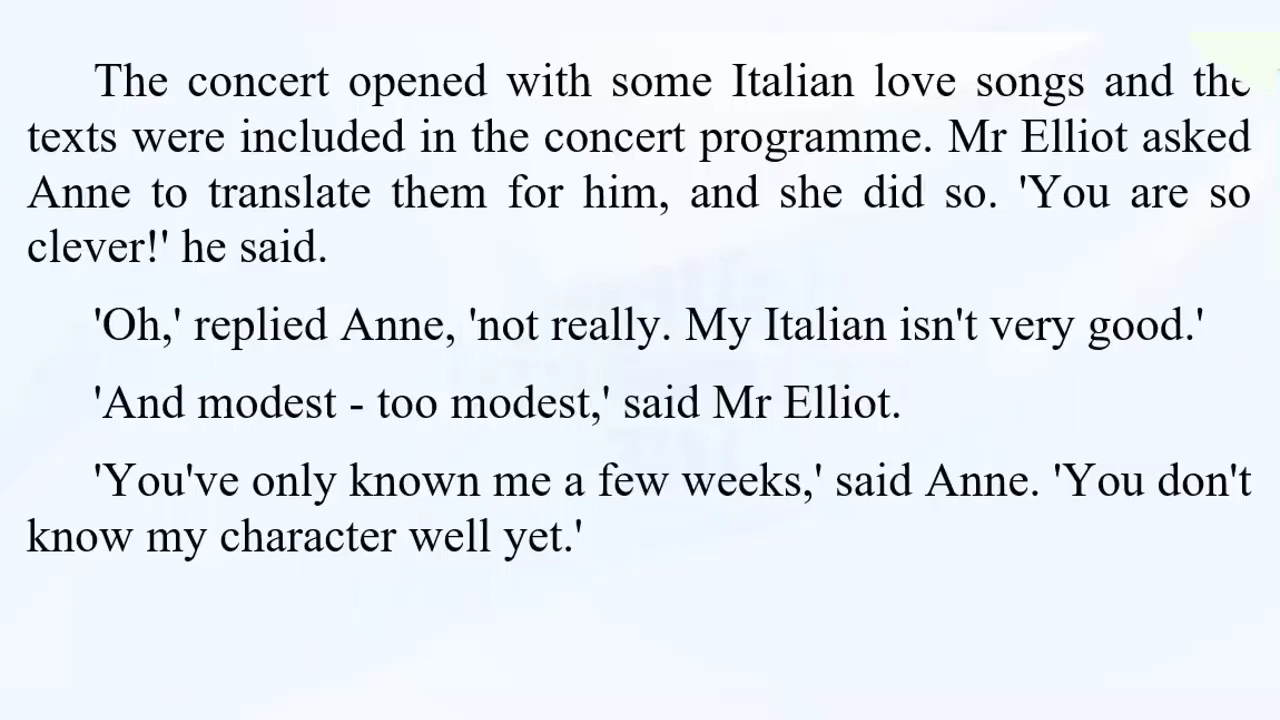 The concert opened with some Italian love songs and the
texts were included in the concert programme. Mr Elliot asked
Anne to translate them for him, and she did so. 'You are so
clever!' he said.
'Oh,' replied Anne, 'not really. My Italian isn't very good.'
'And modest - too modest,' said Mr Elliot.
'You've only known me a few weeks,' said Anne. 'You don't
know my character well yet.'